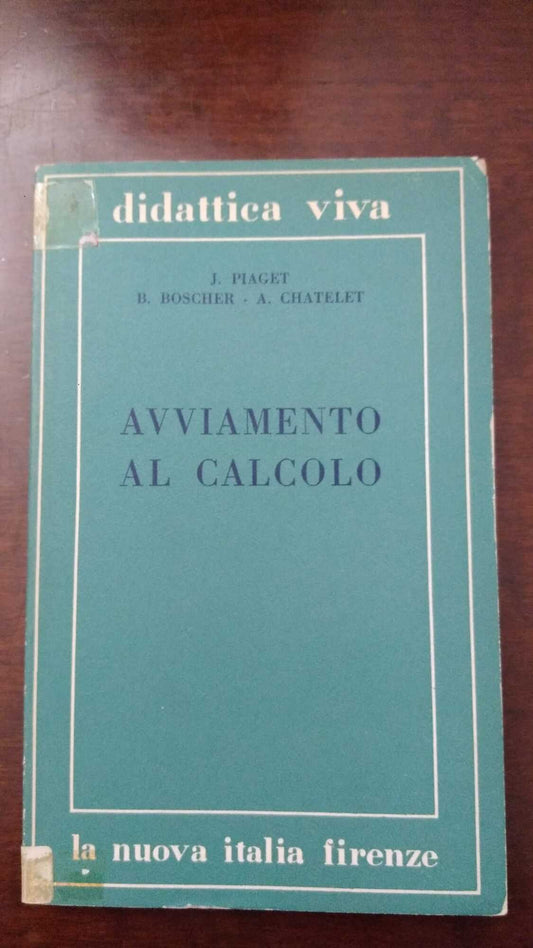 didattica viva
J. PIAGET
B. BOSCHER - A. CHATELET
AVVIAMENTO
AL CALCOLO
la nuova italia firenze